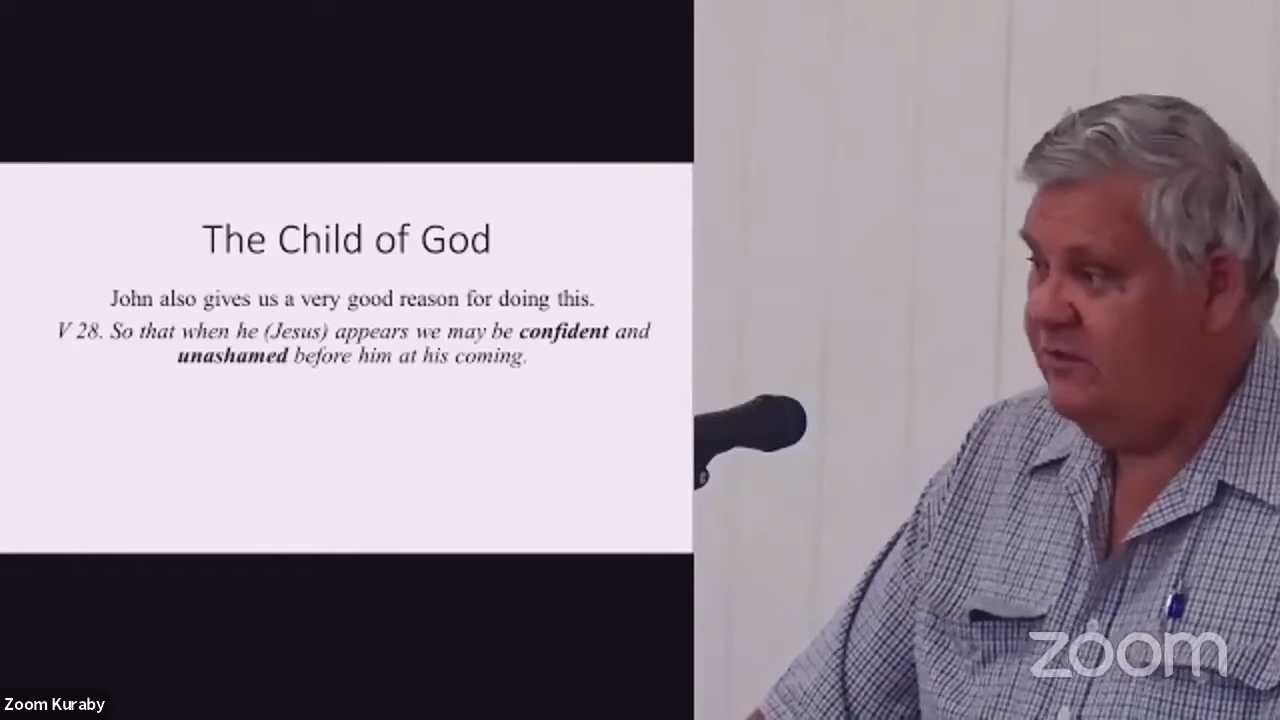 The Child of God
John also gives us a very good reason for doing this.
V 28. So that when he (Jesus) appears we may be confident and
unashamed before him at his coming.
zoom
Zoom Kuraby